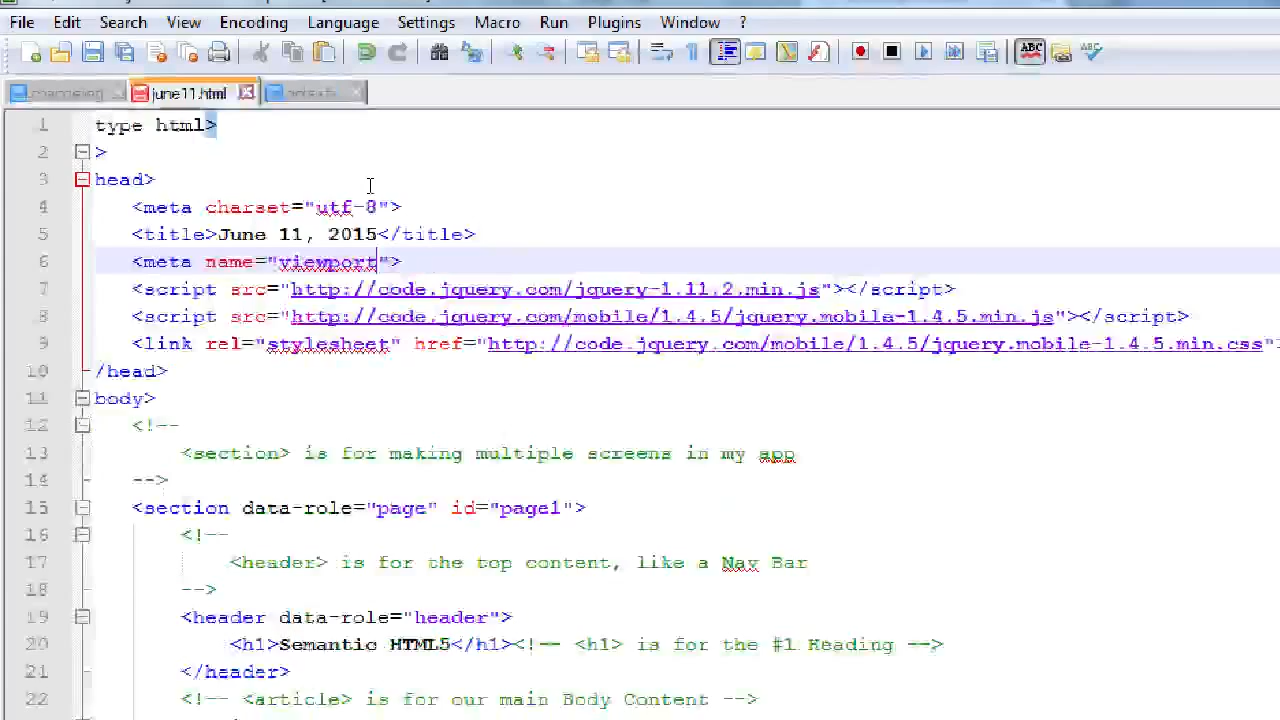 File Edit Search View Encoding Language Settings Macro Run Plugins Window ?
ABC ABC
june11.html
1 type html>
2 >
3 head>
4 <meta charset="utf-8">
5 <title>June 11, 2015</title>
6 <meta name="viewport">
7 <script src="http://code.jquery.com/jquery-1.11.2.min.js"></script>
8 <script src="http://code.jquery.com/mobile/1.4.5/jquery.mobile-1.4.5.min.js"></script>
9 <link rel="stylesheet" href="http://code.jquery.com/mobile/1.4.5/jquery.mobile-1.4.5.min.css">
10 /head>
11 body>
12 <!--
13 <section> is for making multiple screens in my app
14 -->
15 <section data-role="page" id="page1">
16 <!--
17 <header> is for the top content, like a Nav Bar
18 -->
19 <header data-role="header">
20 <h1>Semantic HTML5</h1><!-- <h1> is for the #1 Heading -->
21 </header>
22 <!-- <article> is for our main Body Content -->